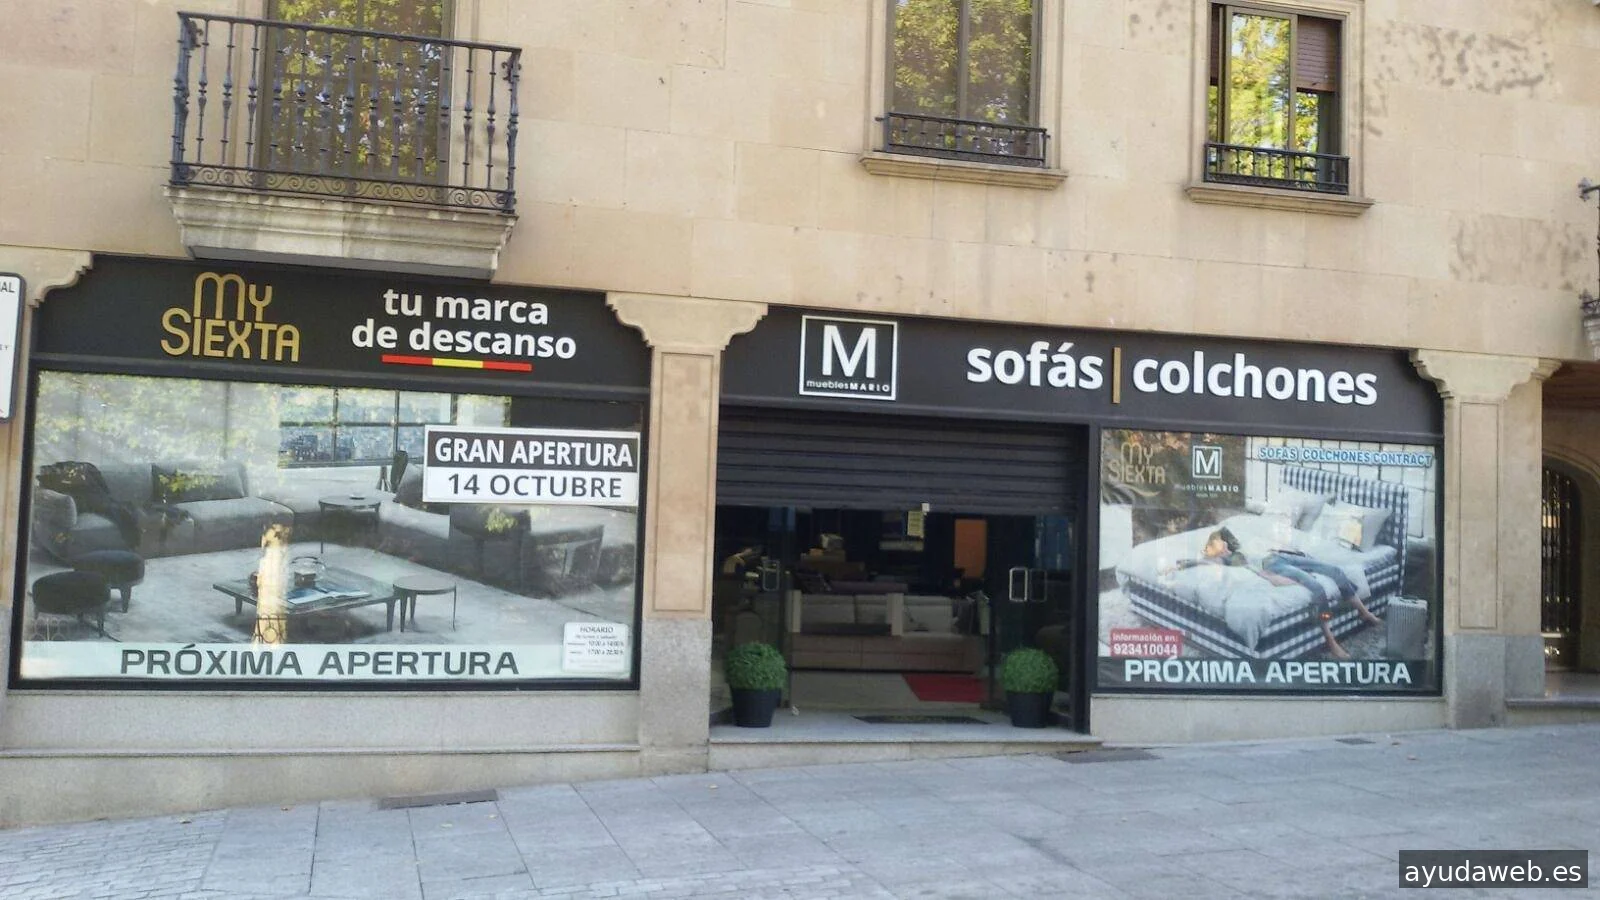 MY
SIEXTA
tu marca
de descanso
GRAN APERTURA
14 OCTUBRE
HORARIO
PRÓXIMA APERTURA
M
mueblesMARIO
sofás | colchones
MY
SIEXTA
M
mueblesMARIO
SOFÁS | COLCHONES CONTRACT
información en:
923410044
PRÓXIMA APERTURA
ayudaweb.es